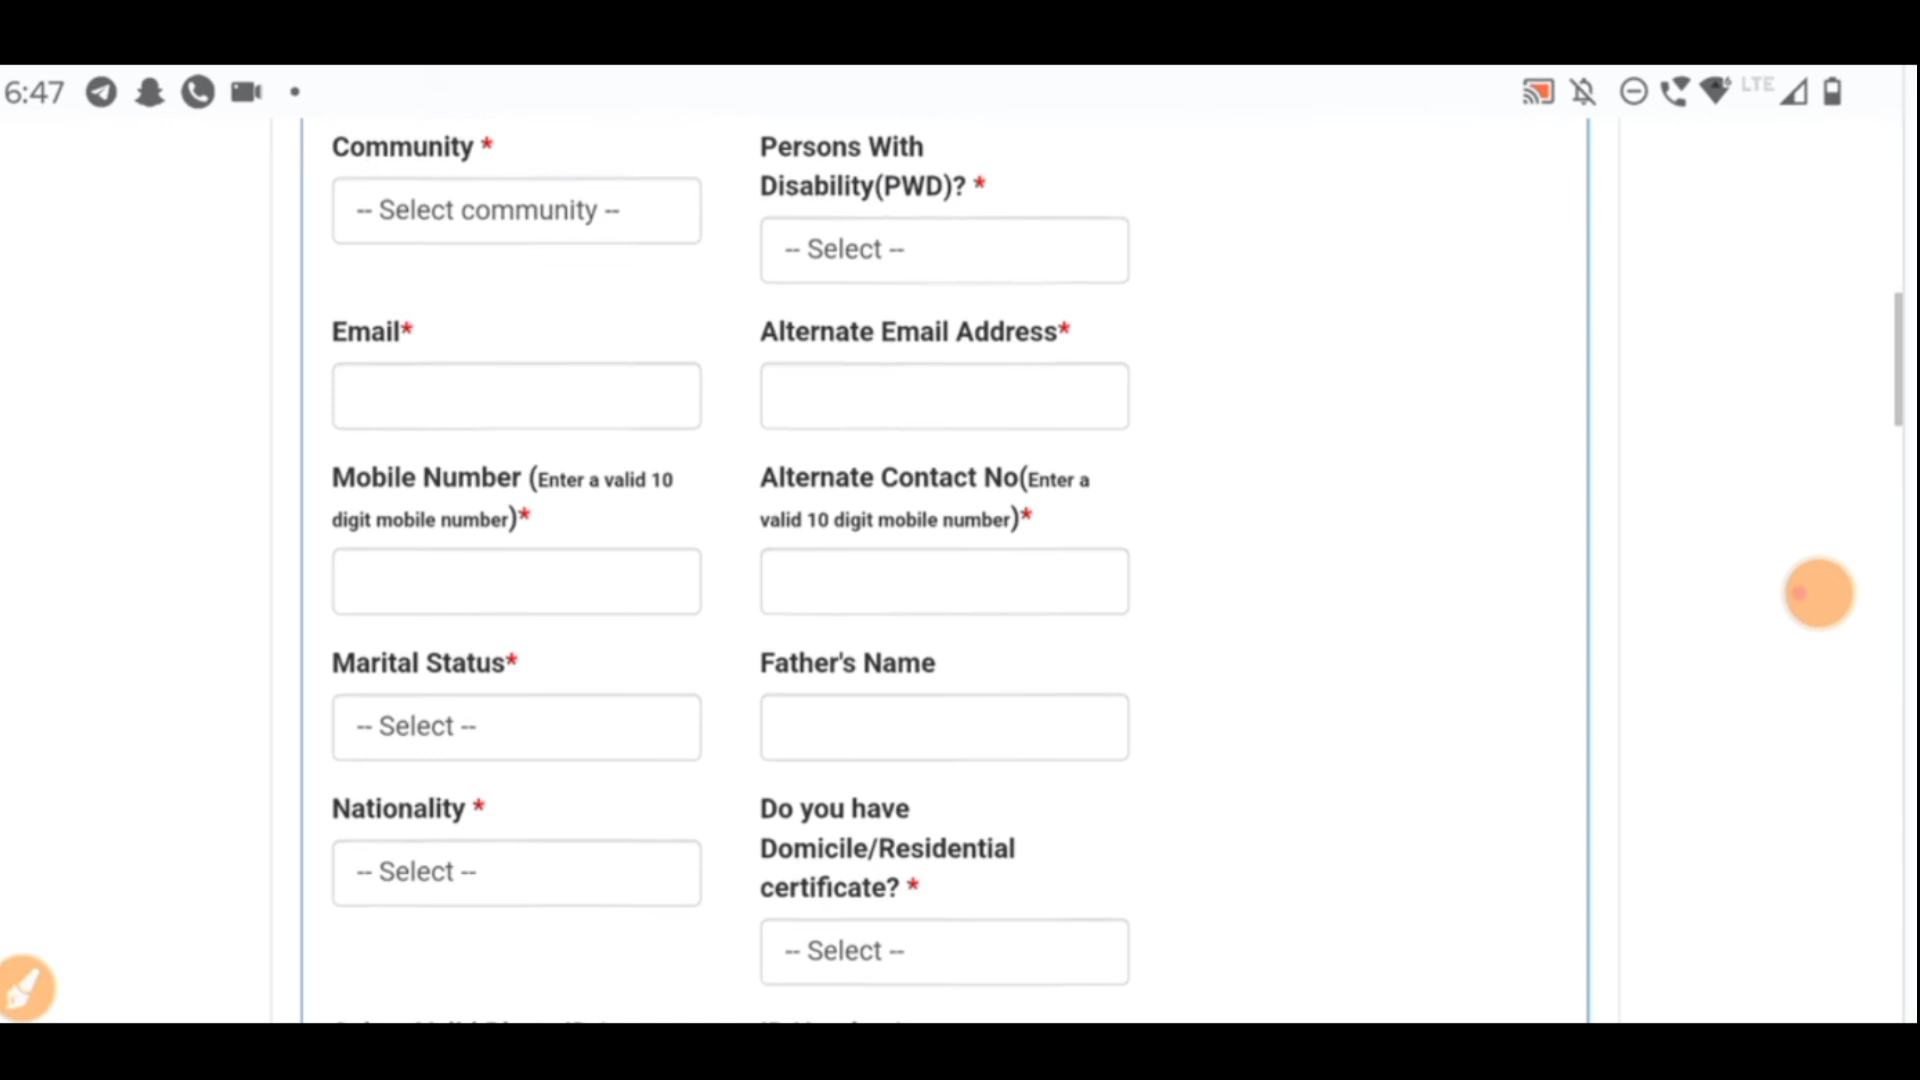 6:47
LTE
Community *
-- Select community --
Persons With
Disability(PWD)? *
-- Select --
Email*
Alternate Email Address*
Mobile Number (Enter a valid 10
digit mobile number)*
Alternate Contact No(Enter a
valid 10 digit mobile number)*
Marital Status*
-- Select --
Father's Name
Nationality *
-- Select --
Do you have
Domicile/Residential
certificate? *
-- Select --